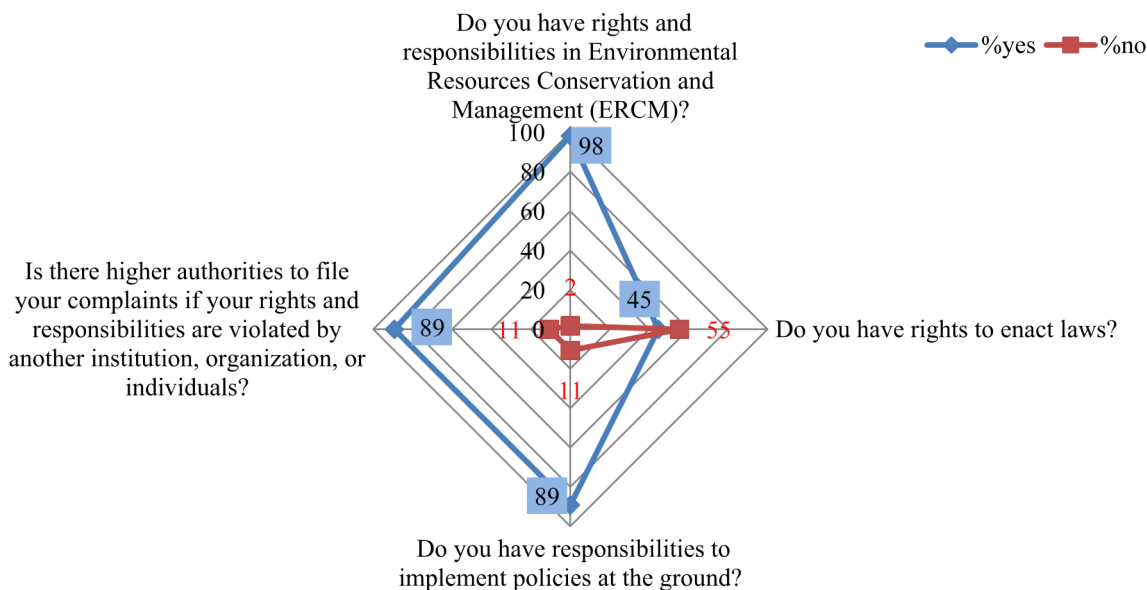 Do you have rights and
responsibilities in Environmental
Resources Conservation and
Management (ERCM)?
%yes %no
100
98
80
60
40
20
0
2
45
55
11
11
89
89
Is there higher authorities to file
your complaints if your rights and
responsibilities are violated by
another institution, organization, or
individuals?
Do you have rights to enact laws?
Do you have responsibilities to
implement policies at the ground?